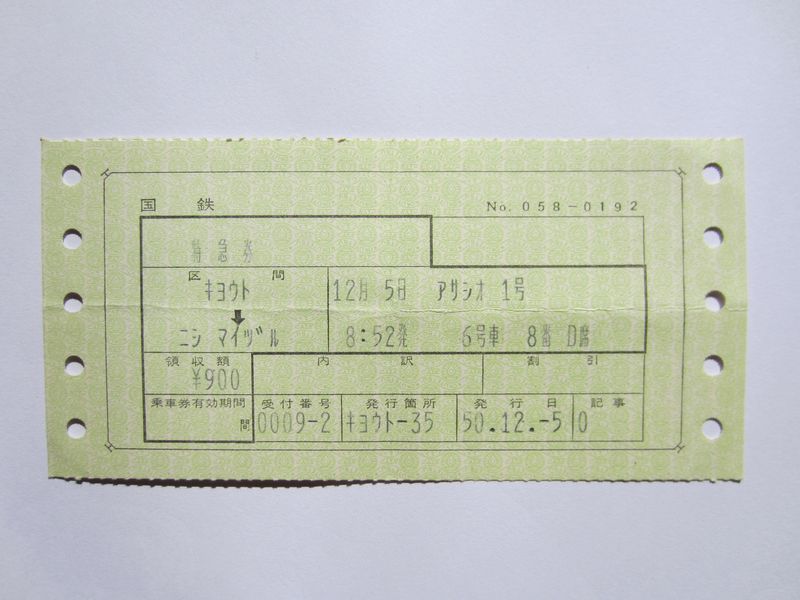 国鉄 No. 058-0192
特急券
区間
キヨウト 12月 5日 アサシオ 1号
ニシ マイヅル 8:52発 6号車 8番 D席
領収額 内訳 割引
¥900
乗車券有効期間 受付番号 発行箇所 発行日 記事
間 0009-2 キヨウト-35 50.12.-5 0